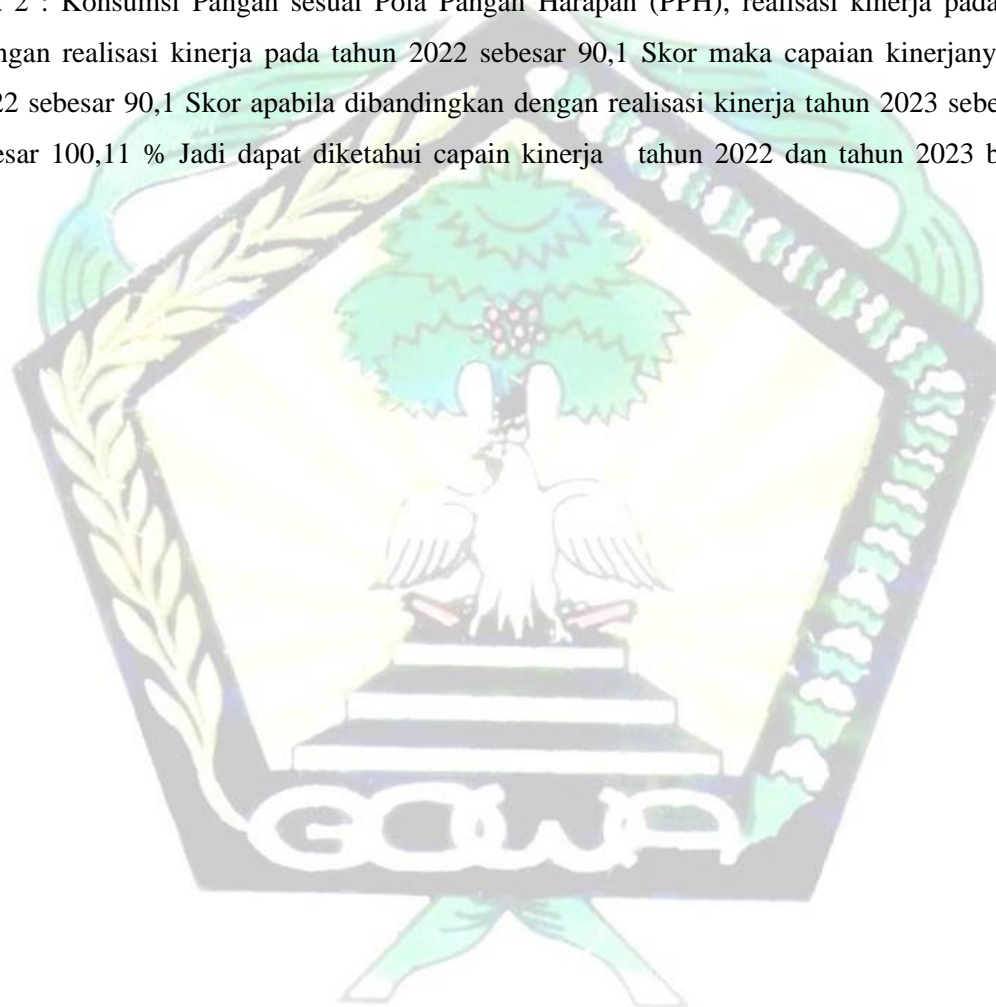 2 : Konsumsi Pangan sesuai Pola Pangan Harapan (PPH), realisasi kinerja pada
ngan realisasi kinerja pada tahun 2022 sebesar 90,1 Skor maka capaian kinerjany
22 sebesar 90,1 Skor apabila dibandingkan dengan realisasi kinerja tahun 2023 sebe
esar 100,11 % Jadi dapat diketahui capain kinerja tahun 2022 dan tahun 2023 b
GOWA